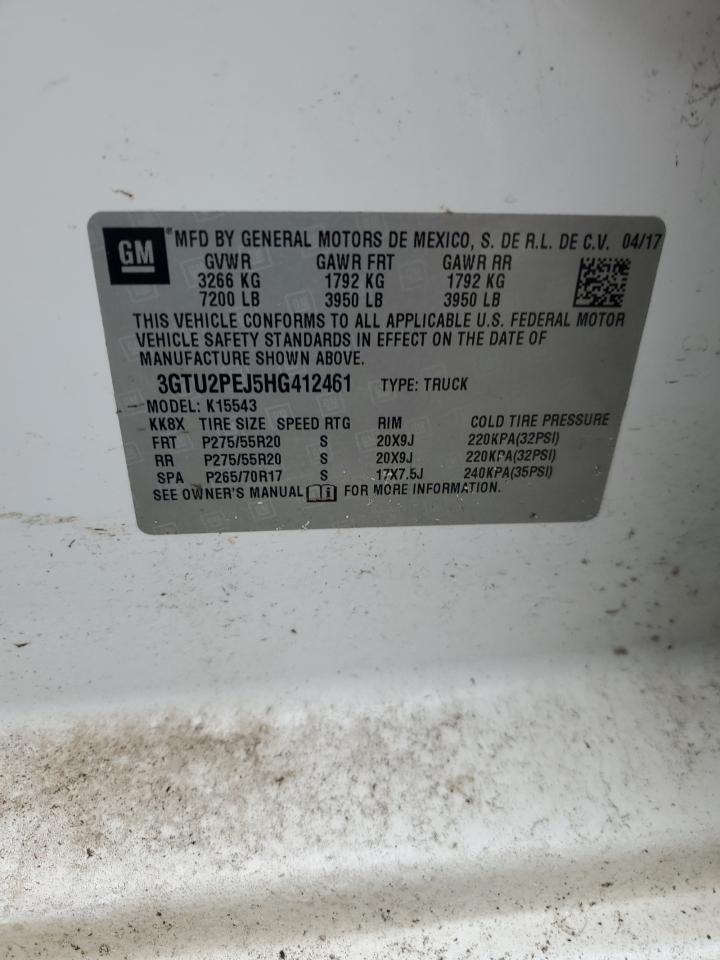 GM ® MFD BY GENERAL MOTORS DE MEXICO, S. DE R.L. DE C.V. 04/17
GVWR GAWR FRT GAWR RR
3266 KG 1792 KG 1792 KG
7200 LB 3950 LB 3950 LB
THIS VEHICLE CONFORMS TO ALL APPLICABLE U.S. FEDERAL MOTOR
VEHICLE SAFETY STANDARDS IN EFFECT ON THE DATE OF
MANUFACTURE SHOWN ABOVE.
3GTU2PEJ5HG412461 TYPE: TRUCK
MODEL: K15543
KK8X TIRE SIZE SPEED RTG RIM COLD TIRE PRESSURE
FRT P275/55R20 S 20X9J 220KPA(32PSI)
RR P275/55R20 S 20X9J 220KPA(32PSI)
SPA P265/70R17 S 17X7.5J 240KPA(35PSI)
SEE OWNER'S MANUAL FOR MORE INFORMATION.